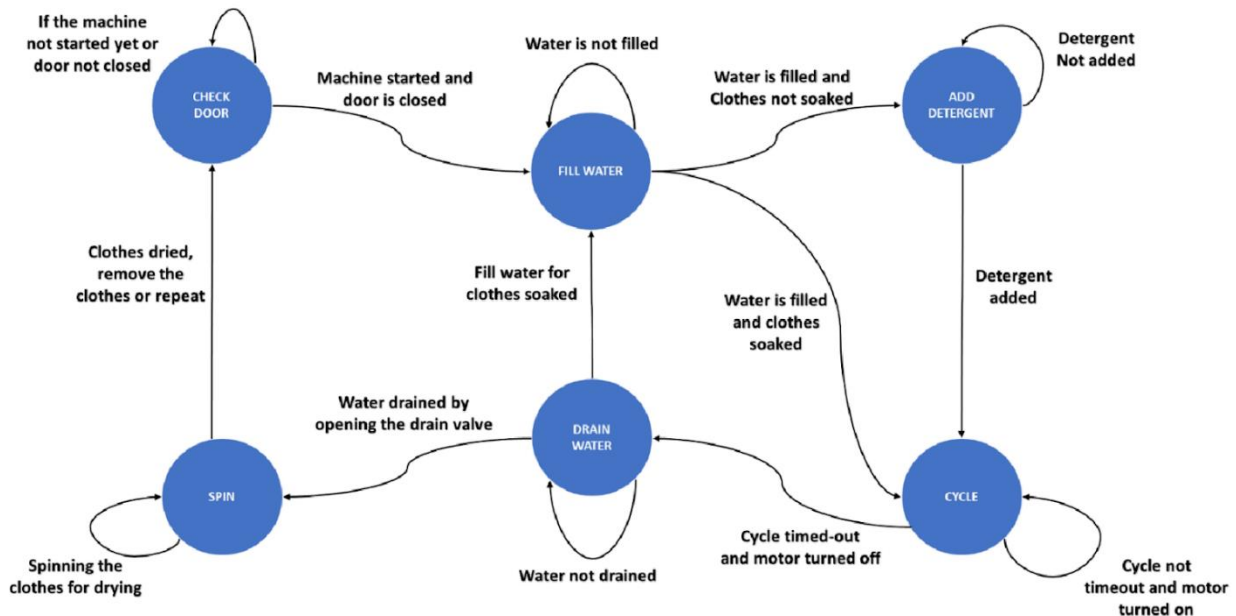 If the machine
not started yet or
door not closed
CHECK
DOOR
Machine started and
door is closed
Water is not filled
FILL WATER
Water is filled and
Clothes not soaked
ADD
DETERGENT
Detergent
Not added
Clothes dried,
remove the
clothes or repeat
Fill water for
clothes soaked
Water is filled
and clothes
soaked
Detergent
added
Water drained by
opening the drain valve
DRAIN
WATER
SPIN
CYCLE
Spinning the
clothes for drying
Water not drained
Cycle timed-out
and motor turned off
Cycle not
timeout and motor
turned on